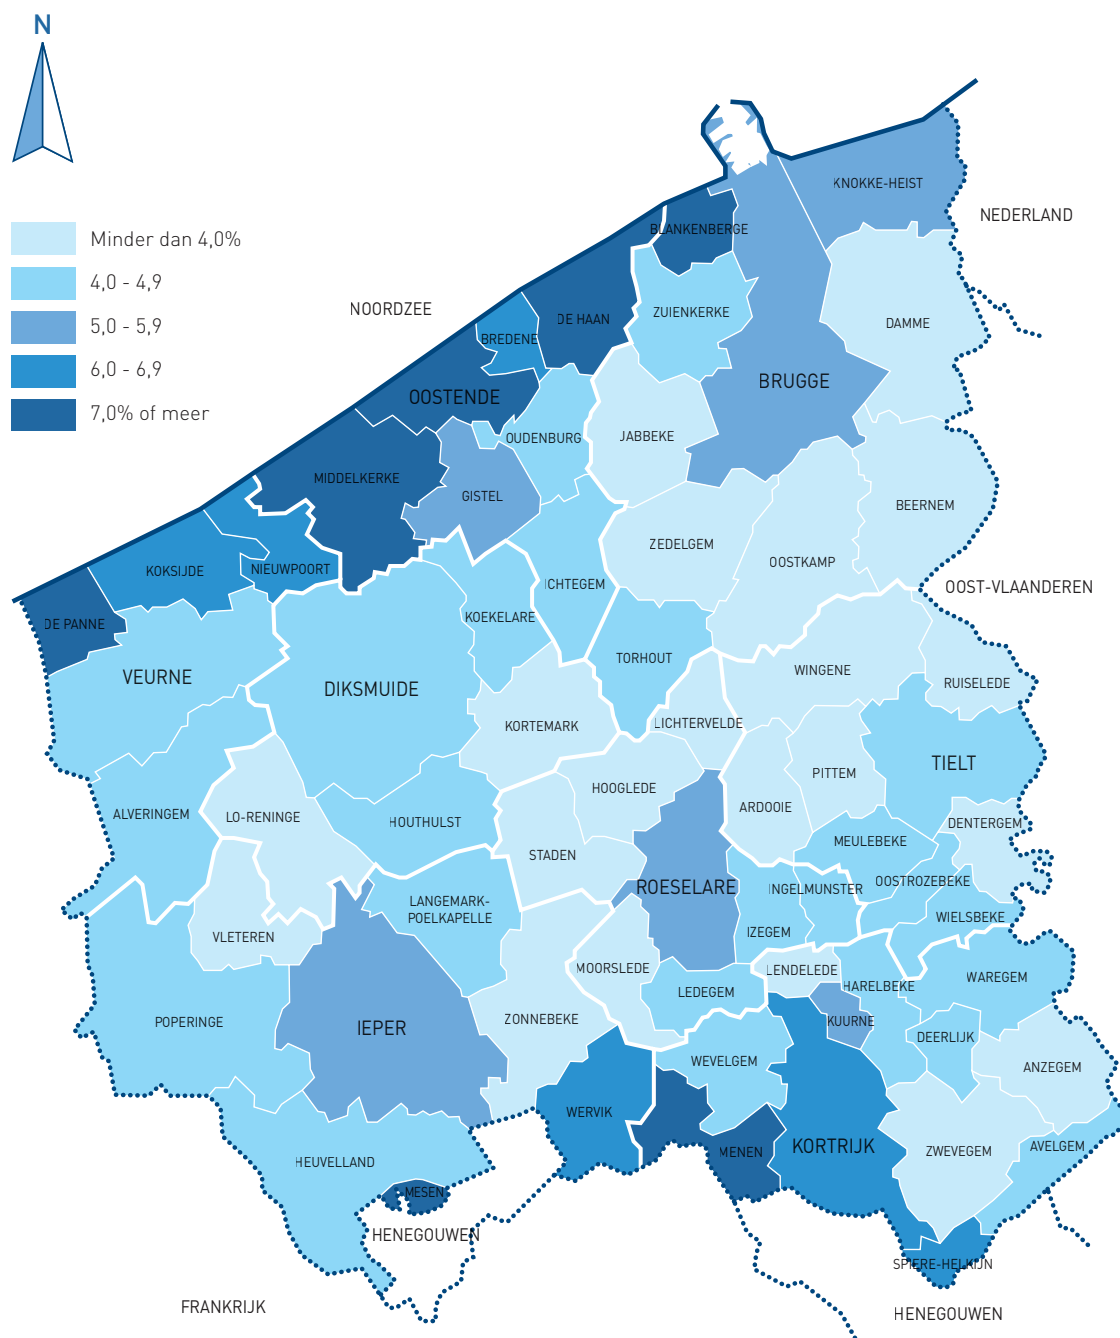 N
Minder dan 4,0%
4,0 - 4,9
5,0 - 5,9
6,0 - 6,9
7,0% of meer
KNOKKE-HEIST
NEDERLAND
BLANKENBERGE
NOORDZEE
ZUIENKERKE
DE HAAN
DAMME
BREDENE
BRUGGE
OOSTENDE
OUDENBURG
JABBEKE
MIDDELKERKE
GISTEL
BEERNEM
ZEDELGEM
OOSTKAMP
KOKSIJDE
NIEUWPOORT
ICHTEGEM
OOST-VLAANDEREN
DE PANNE
KOEKELARE
TORHOUT
VEURNE
DIKSMUIDE
WINGENE
RUISELEDE
KORTEMARK
LICHTERVELDE
TIELT
PITTEM
HOOGLEDE
ARDOOIE
ALVERINGEM
LO-RENINGE
HOUTHULST
DENTERGEM
MEULEBEKE
STADEN
OOSTROZEBEKE
ROESELARE
INGELMUNSTER
LANGEMARK-
POELKAPELLE
WIELSBEKE
IZEGEM
VLETEREN
MOORSLEDE
LENDELEDE
WAREGEM
HARELBEKE
LEDEGEM
POPERINGE
IEPER
ZONNEBEKE
KUURNE
DEERLIJK
WEVELGEM
ANZEGEM
WERVIK
MENEN
KORTRIJK
ZWEVEGEM
AVELGEM
HEUVELLAND
MESEN
HENEGOUWEN
SPIERE-HELKIJN
FRANKRIJK
HENEGOUWEN